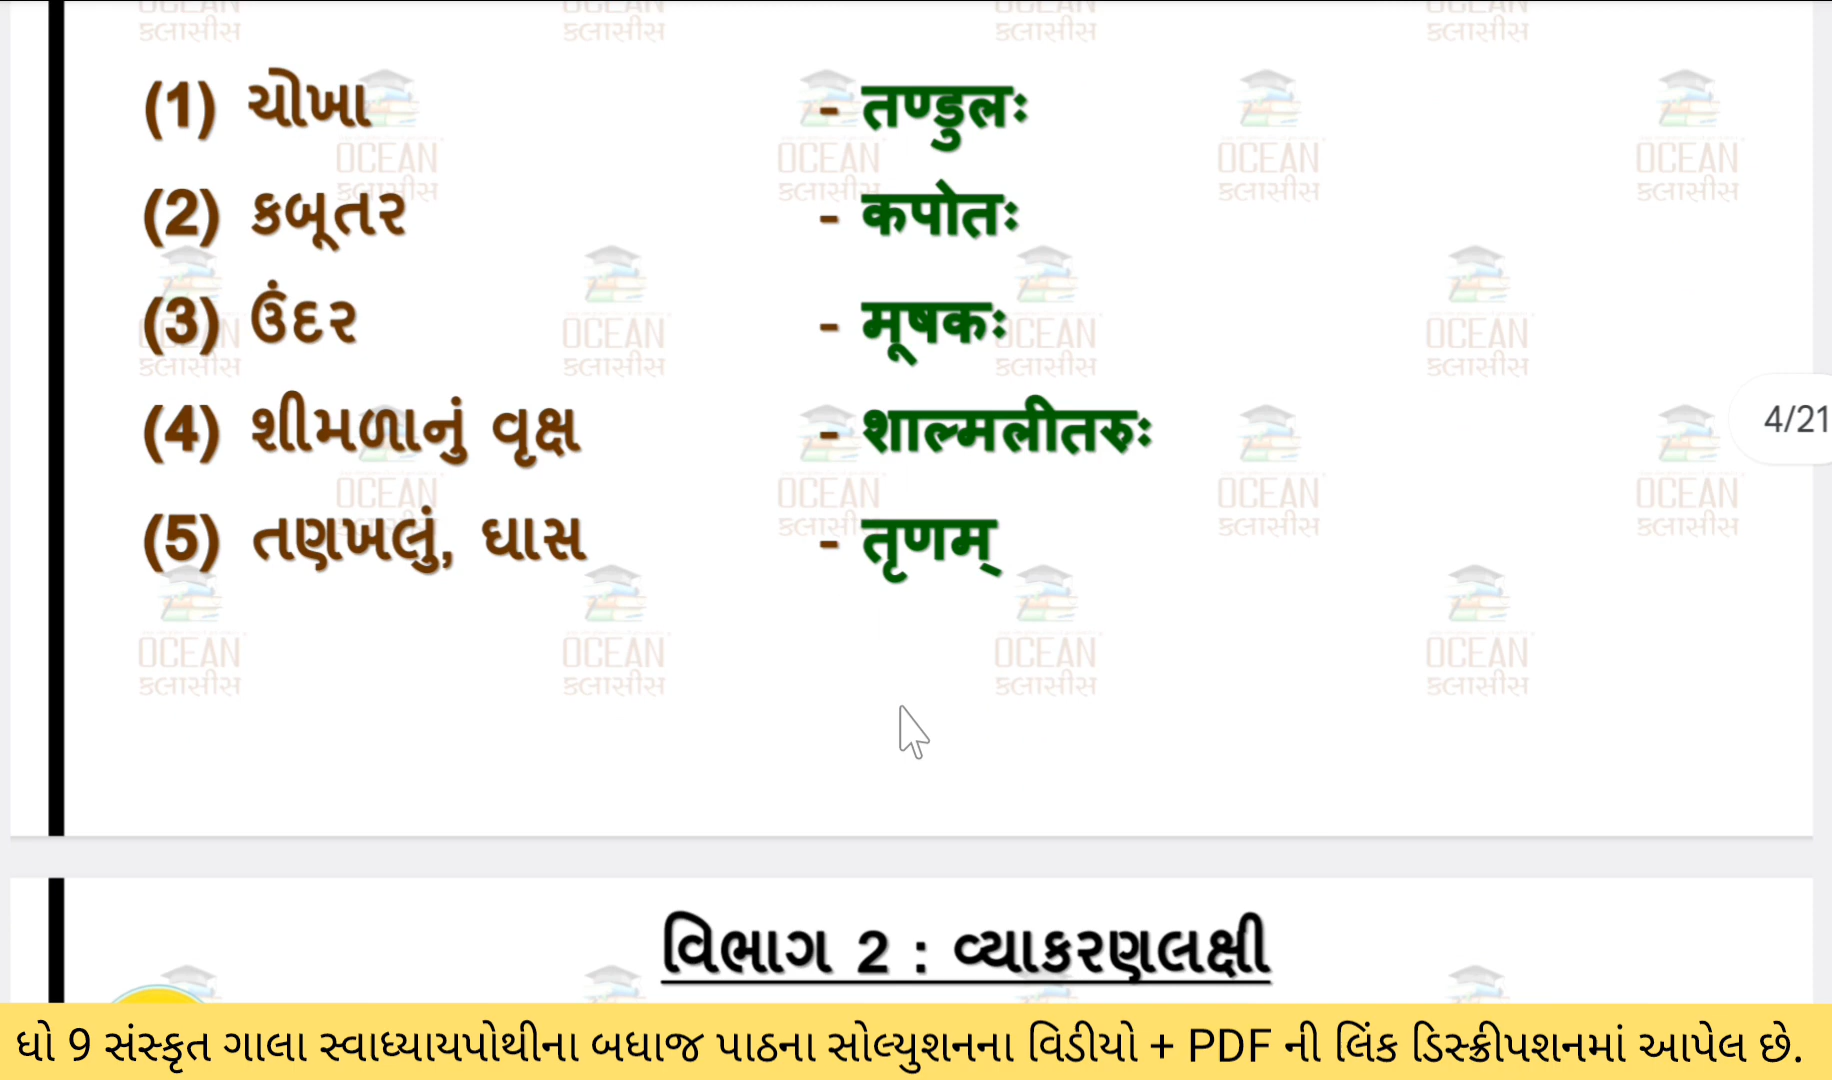 (1) ચોખા - तण्डुलः
(2) કબૂતર - कपोतः
(3) ઉંદર - मूषकः
(4) શીમળાનું વૃક્ષ - शाल्मलीतरुः
(5) તણખલું, ઘાસ - तृणम्
4/21
વિભાગ 2 : વ્યાકરણલક્ષી
ધો 9 સંસ્કૃત ગાલા સ્વાધ્યાયપોથીના બધાજ પાઠના સોલ્યુશનના વિડીયો + PDF ની લિંક ડિસ્ક્રીપશનમાં આપેલ છે.
OCEAN
ક્લાસીસ